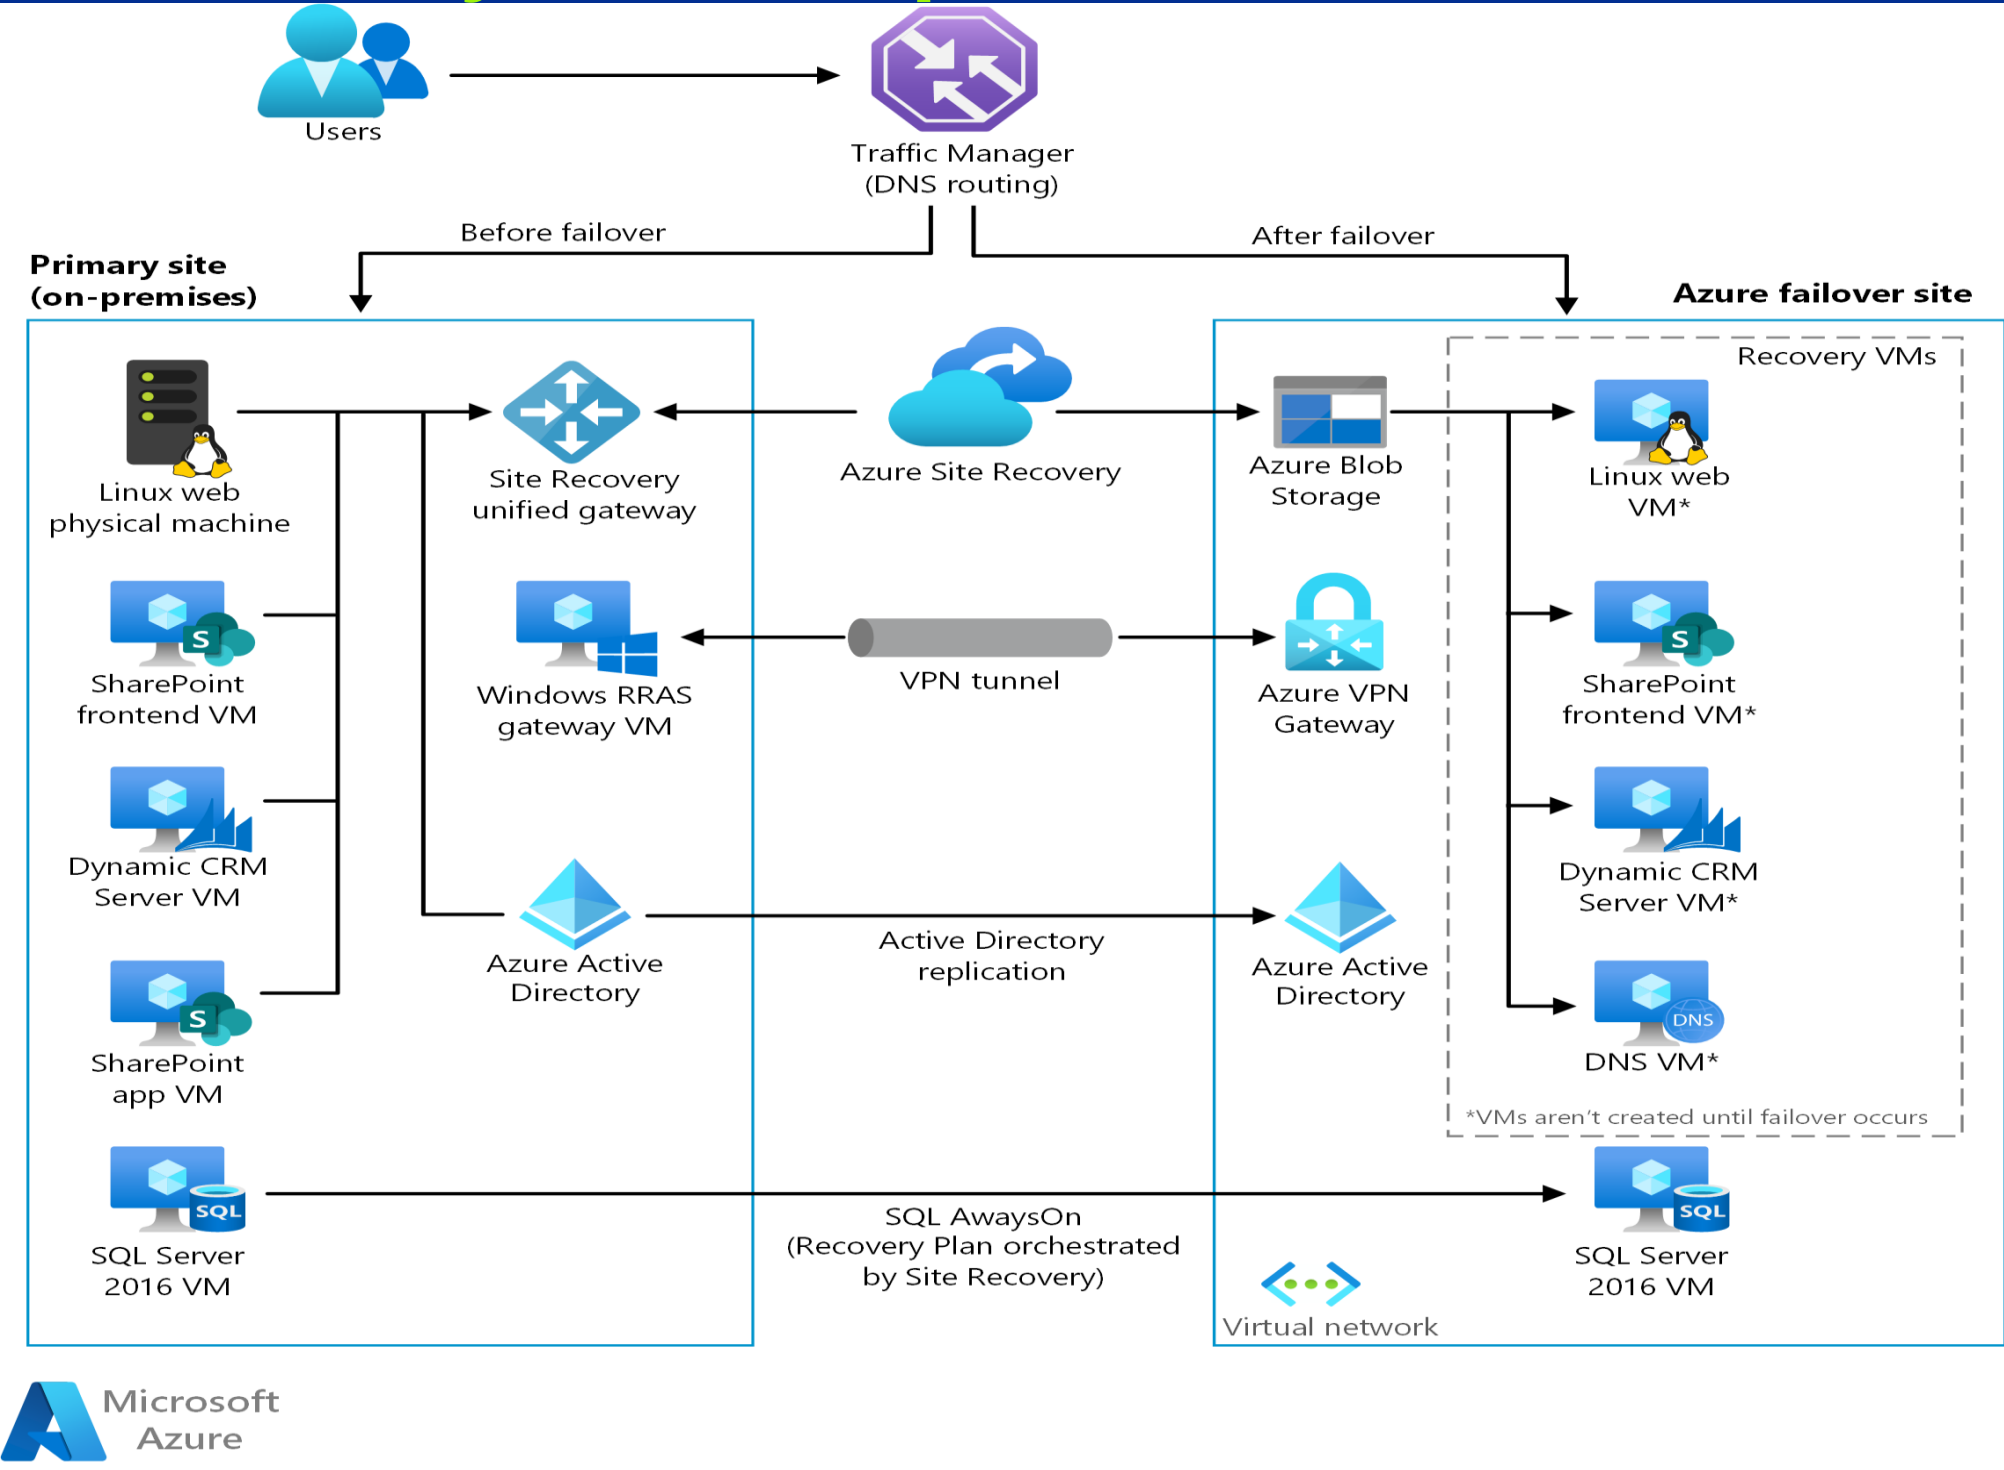 Users
Traffic Manager
(DNS routing)
Before failover
After failover
Primary site
(on-premises)
Azure failover site
Recovery VMs
Linux web
physical machine
Site Recovery
unified gateway
Azure Site Recovery
Azure Blob
Storage
Linux web
VM*
S
SharePoint
frontend VM
Windows RRAS
gateway VM
VPN tunnel
Azure VPN
Gateway
S
SharePoint
frontend VM*
Dynamic CRM
Server VM
Dynamic CRM
Server VM*
Azure Active
Directory
Active Directory
replication
Azure Active
Directory
S
SharePoint
app VM
DNS
DNS VM*
*VMs aren't created until failover occurs
SQL
SQL Server
2016 VM
SQL AwaysOn
(Recovery Plan orchestrated
by Site Recovery)
Virtual network
SQL
SQL Server
2016 VM
Microsoft
Azure